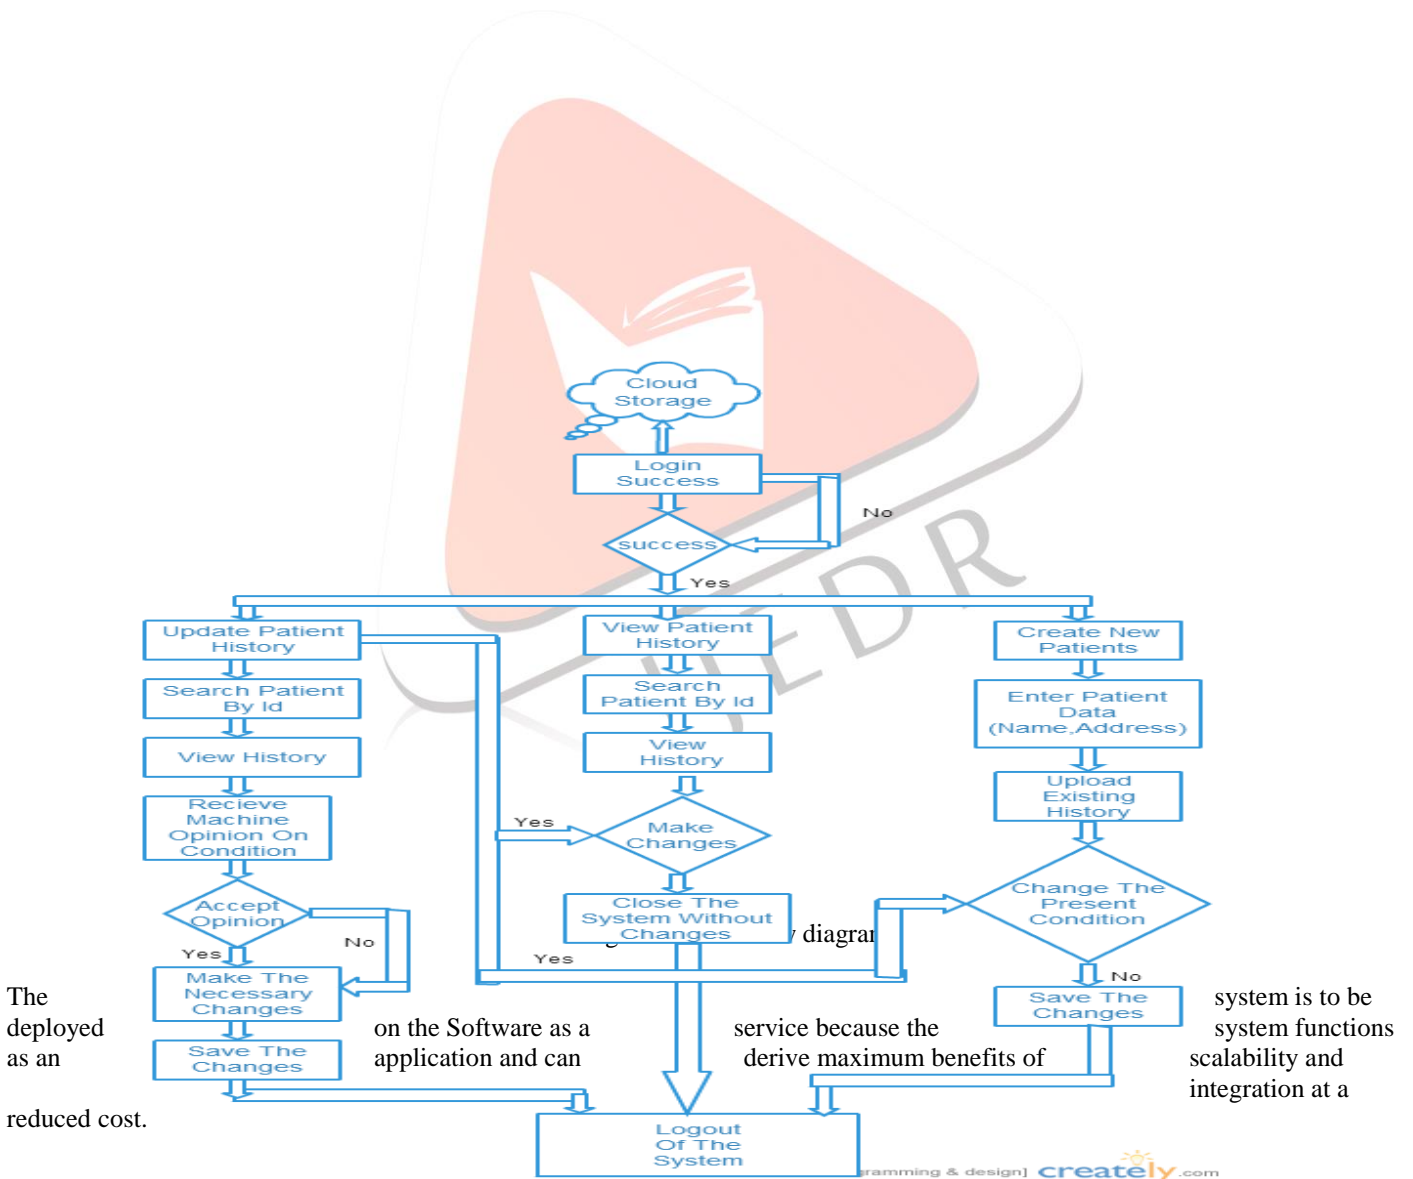 Cloud
Storage
Login
Success
No
success
Yes
Update Patient
History
Search Patient
By Id
View History
Recieve
Machine
Opinion On
Condition
Accept
Opinion
No
Yes
Make The
Necessary
Changes
Save The
Changes
View Patient
History
Search
Patient By Id
View
History
Yes
Make
Changes
Close The
System Without
Changes
Yes
Create New
Patients
Enter Patient
Data
(Name,Address)
Upload
Existing
History
Change The
Present
Condition
No
Save The
Changes
Logout
Of The
System
IJEDR
The system is to be
deployed on the Software as a service because the system functions
as an application and can derive maximum benefits of scalability and
integration at a
reduced cost.
& design] creately.com